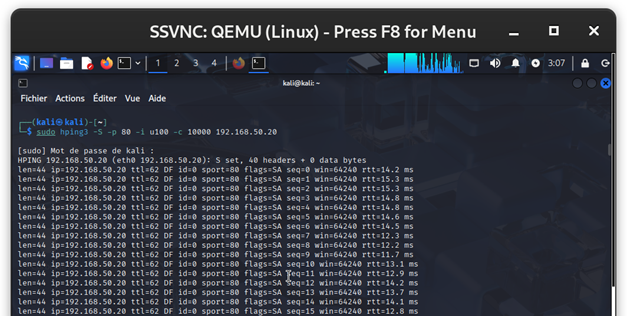 SSVNC: QEMU (Linux) - Press F8 for Menu
1 2 3 4 3:07
kali@kali: ~
Fichier Actions Éditer Vue Aide
(kali㉿kali)-[~]
$ sudo hping3 -S -p 80 -i u100 -c 10000 192.168.50.20
[sudo] Mot de passe de kali :
HPING 192.168.50.20 (eth0 192.168.50.20): S set, 40 headers + 0 data bytes
len=44 ip=192.168.50.20 ttl=62 DF id=0 sport=80 flags=SA seq=0 win=64240 rtt=14.2 ms
len=44 ip=192.168.50.20 ttl=62 DF id=0 sport=80 flags=SA seq=1 win=64240 rtt=15.3 ms
len=44 ip=192.168.50.20 ttl=62 DF id=0 sport=80 flags=SA seq=2 win=64240 rtt=15.3 ms
len=44 ip=192.168.50.20 ttl=62 DF id=0 sport=80 flags=SA seq=3 win=64240 rtt=14.8 ms
len=44 ip=192.168.50.20 ttl=62 DF id=0 sport=80 flags=SA seq=4 win=64240 rtt=14.8 ms
len=44 ip=192.168.50.20 ttl=62 DF id=0 sport=80 flags=SA seq=5 win=64240 rtt=14.6 ms
len=44 ip=192.168.50.20 ttl=62 DF id=0 sport=80 flags=SA seq=6 win=64240 rtt=14.5 ms
len=44 ip=192.168.50.20 ttl=62 DF id=0 sport=80 flags=SA seq=7 win=64240 rtt=12.3 ms
len=44 ip=192.168.50.20 ttl=62 DF id=0 sport=80 flags=SA seq=8 win=64240 rtt=12.2 ms
len=44 ip=192.168.50.20 ttl=62 DF id=0 sport=80 flags=SA seq=9 win=64240 rtt=11.7 ms
len=44 ip=192.168.50.20 ttl=62 DF id=0 sport=80 flags=SA seq=10 win=64240 rtt=13.1 ms
len=44 ip=192.168.50.20 ttl=62 DF id=0 sport=80 flags=SA seq=11 win=64240 rtt=12.9 ms
len=44 ip=192.168.50.20 ttl=62 DF id=0 sport=80 flags=SA seq=12 win=64240 rtt=14.2 ms
len=44 ip=192.168.50.20 ttl=62 DF id=0 sport=80 flags=SA seq=13 win=64240 rtt=13.7 ms
len=44 ip=192.168.50.20 ttl=62 DF id=0 sport=80 flags=SA seq=14 win=64240 rtt=14.1 ms
len=44 ip=192.168.50.20 ttl=62 DF id=0 sport=80 flags=SA seq=15 win=64240 rtt=12.8 ms